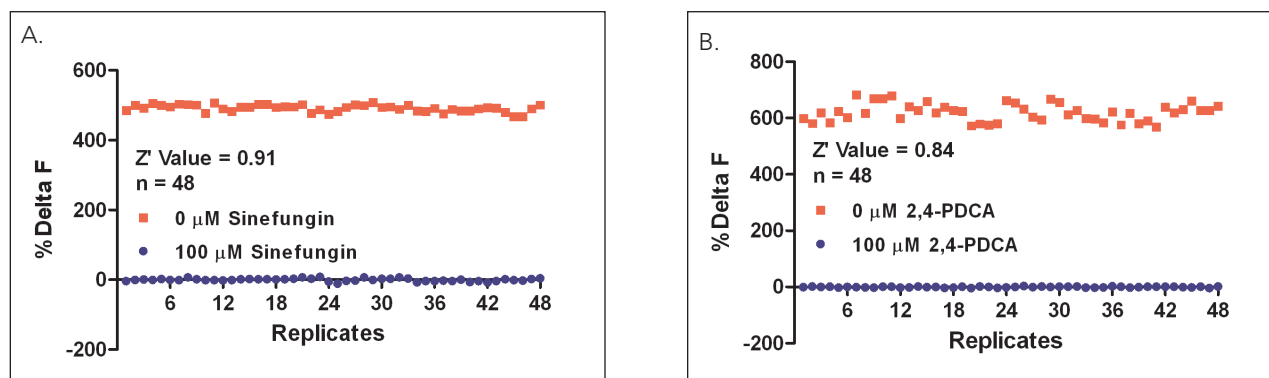 A.
600
400
200
0
-200
%Delta F
Z' Value = 0.91
n = 48
0 μM Sinefungin
100 μM Sinefungin
6 12 18 24 30 36 42 48
Replicates
B.
800
600
400
200
0
-200
%Delta F
Z' Value = 0.84
n = 48
0 μM 2,4-PDCA
100 μM 2,4-PDCA
6 12 18 24 30 36 42 48
Replicates